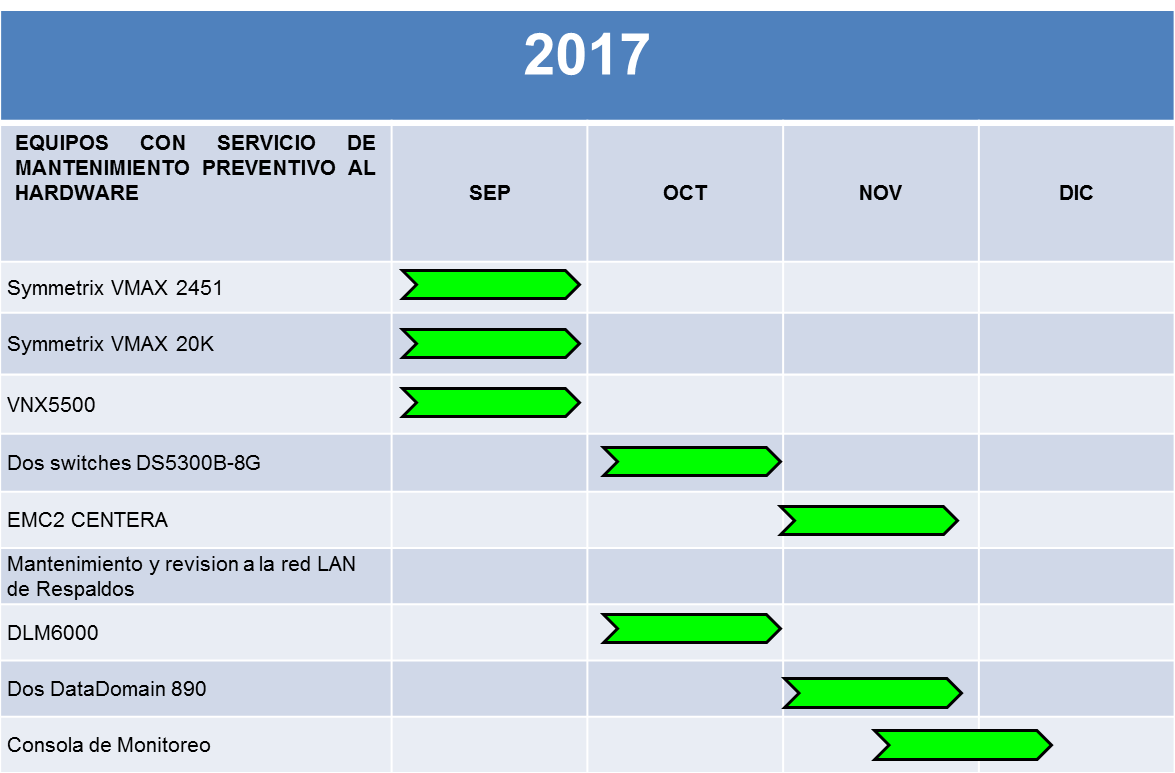 2017
EQUIPOS CON SERVICIO DE
MANTENIMIENTO PREVENTIVO AL
HARDWARE
SEP
OCT
NOV
DIC
Symmetrix VMAX 2451
Symmetrix VMAX 20K
VNX5500
Dos switches DS5300B-8G
EMC2 CENTERA
Mantenimiento y revision a la red LAN
de Respaldos
DLM6000
Dos DataDomain 890
Consola de Monitoreo